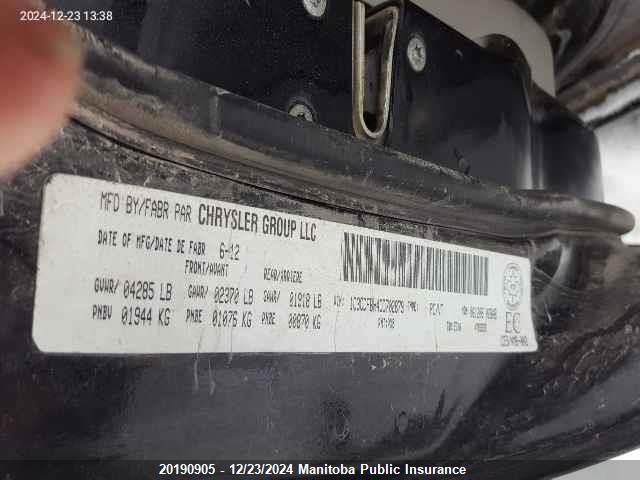 2024-12-23 13:38
MFD BY/FABR PAR CHRYSLER GROUP LLC
DATE OF MFG/DATE DE FABR 6-12
FRONT/AVANT REAR/ARRIERE
GVWR/ 04285 LB GAWR/ 02370 LB GAWR/ 01918 LB
PNBV 01944 KG PNBE 01076 KG PNBE 00870 KG
EC
20190905 - 12/23/2024 Manitoba Public Insurance